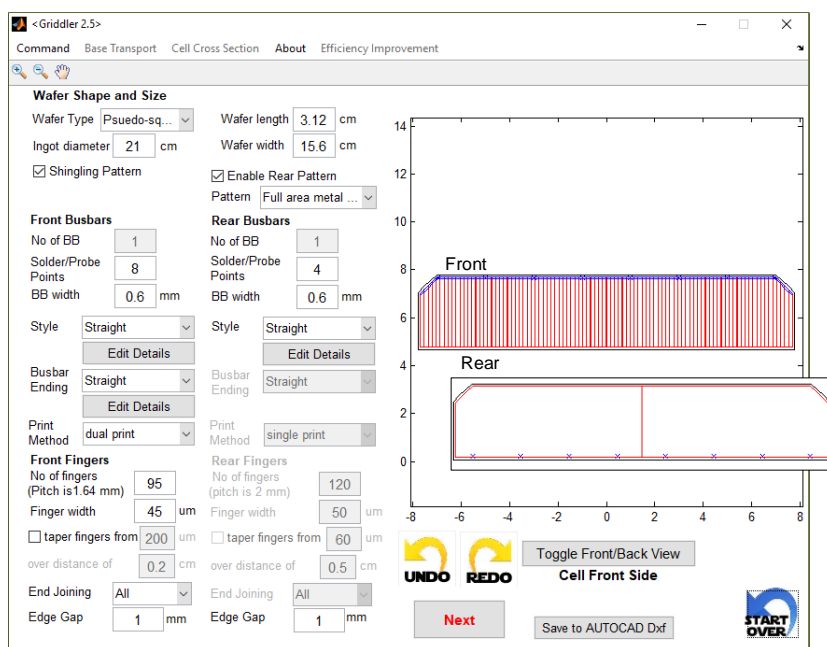 <Griddler 2.5>
Command Base Transport Cell Cross Section About Efficiency Improvement
Wafer Shape and Size
Wafer Type Psuedo-sq... Wafer length 3.12 cm
Ingot diameter 21 cm Wafer width 15.6 cm
Shingling Pattern Enable Rear Pattern
Pattern Full area metal ...
Front Busbars Rear Busbars
No of BB 1 No of BB 1
Solder/Probe
Points 8 Solder/Probe
Points 4
BB width 0.6 mm BB width 0.6 mm
Style Straight Style Straight
Edit Details Edit Details
Busbar
Ending Straight Busbar
Ending Straight
Edit Details
Print
Method dual print Print
Method single print
Front Fingers Rear Fingers
No of fingers
(Pitch is1.64 mm) 95 No of fingers
(pitch is 2 mm) 120
Finger width 45 um Finger width 50 um
taper fingers from 200 um taper fingers from 60 um
over distance of 0.2 cm over distance of 0.5 cm
End Joining All End Joining All
Edge Gap 1 mm Edge Gap 1 mm
14
12
10
8
6
4
2
0
Front
Rear
-8 -6 -4 -2 0 2 4 6 8
UNDO REDO
Toggle Front/Back View
Cell Front Side
Next
Save to AUTOCAD Dxf
START
OVER